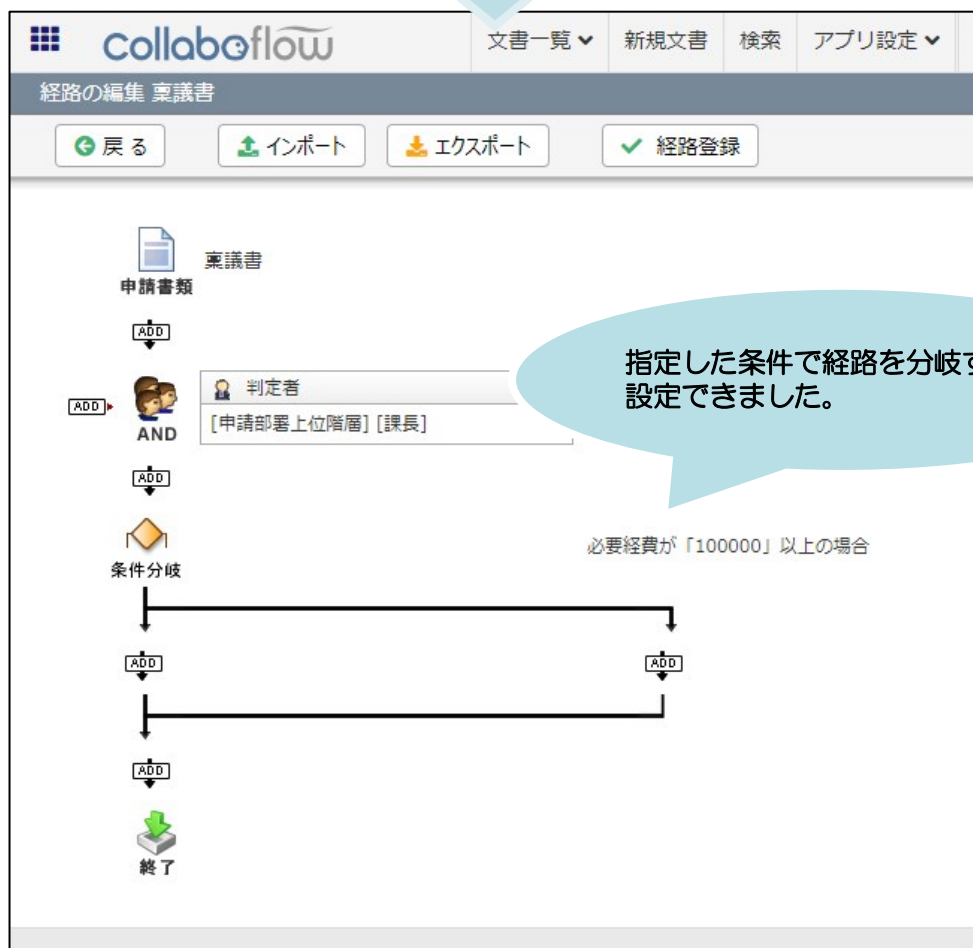 collaboflow
文書一覧 新規文書 検索 アプリ設定
経路の編集 稟議書
戻る インポート エクスポート 経路登録
稟議書
申請書類
ADD
判定者
ADD
[申請部署上位階層] [課長]
AND
指定した条件で経路を分岐す
設定できました。
ADD
必要経費が「100000」以上の場合
条件分岐
ADD ADD
ADD
終了